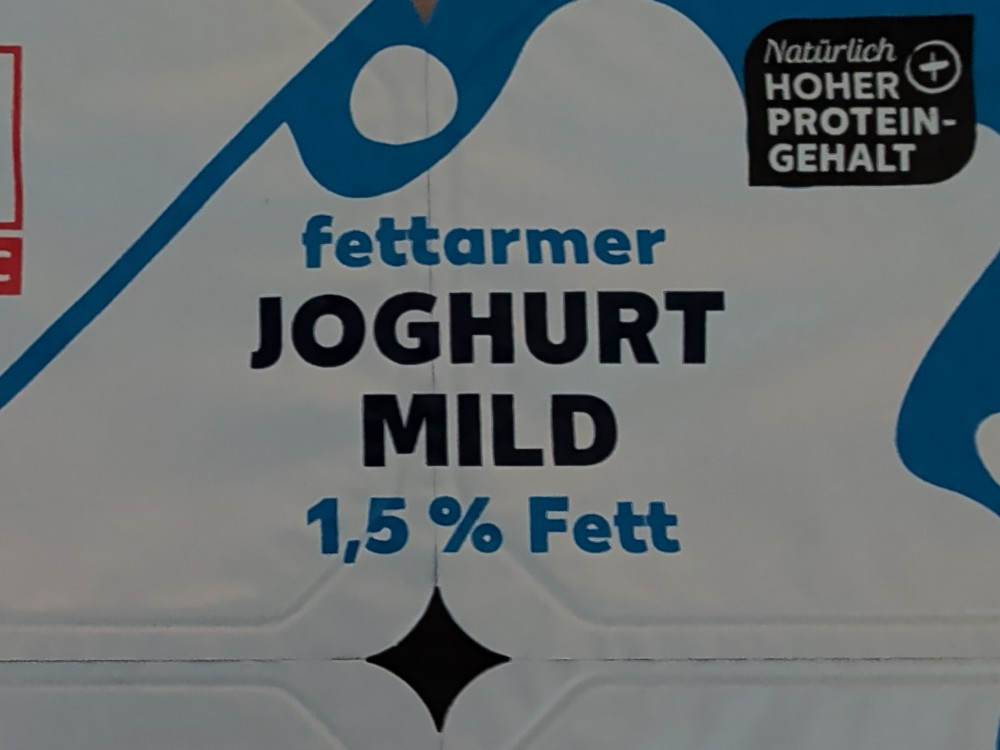 Natürlich
HOHER
PROTEIN-
GEHALT
fettarmer
JOGHURT
MILD
1,5 % Fett